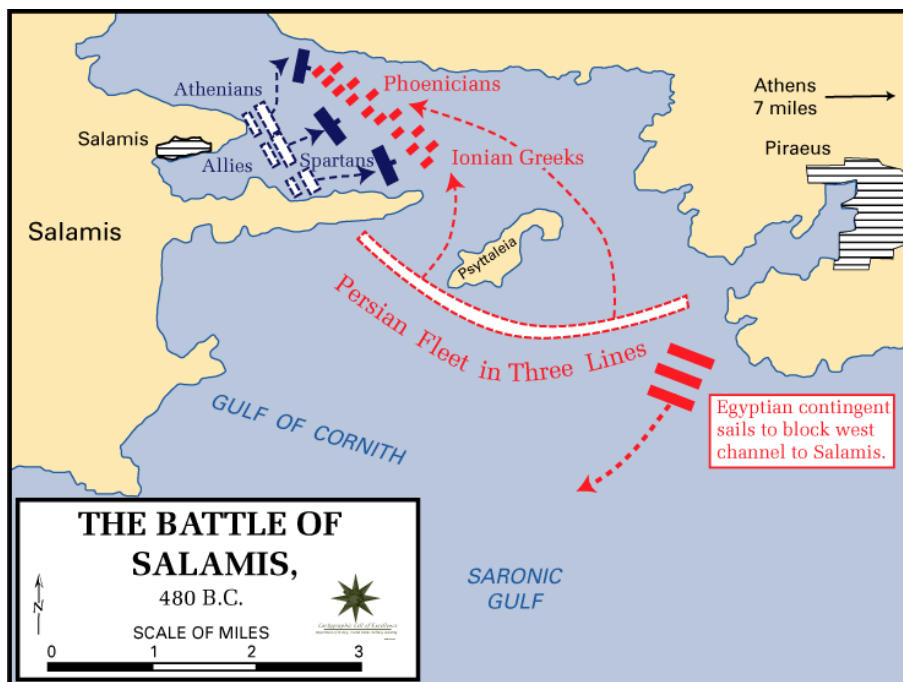 Athenians
Phoenicians
Athens
7 miles
Salamis
Allies
Spartans
Ionian Greeks
Piraeus
Salamis
Psyttaleia
Persian Fleet in Three Lines
GULF OF CORNITH
Egyptian contingent
sails to block west
channel to Salamis.
THE BATTLE OF
SALAMIS,
480 B.C.
N
SCALE OF MILES
0 1 2 3
SARONIC
GULF